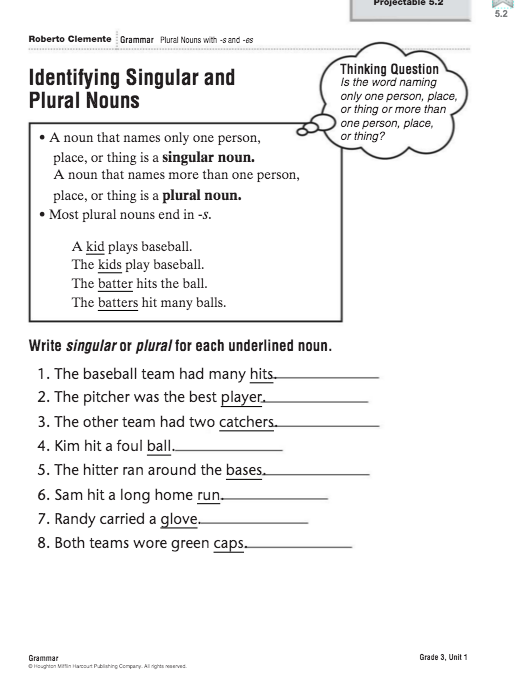 Projectable 5.2
5.2
Roberto Clemente Grammar Plural Nouns with -s and -es
Identifying Singular and
Plural Nouns
Thinking Question
Is the word naming
only one person, place,
or thing or more than
one person, place,
or thing?
• A noun that names only one person,
place, or thing is a singular noun.
A noun that names more than one person,
place, or thing is a plural noun.
• Most plural nouns end in -s.
A kid plays baseball.
The kids play baseball.
The batter hits the ball.
The batters hit many balls.
Write singular or plural for each underlined noun.
1. The baseball team had many hits.
2. The pitcher was the best player.
3. The other team had two catchers.
4. Kim hit a foul ball.
5. The hitter ran around the bases.
6. Sam hit a long home run.
7. Randy carried a glove.
8. Both teams wore green caps.
Grammar
Grade 3, Unit 1
© Houghton Mifflin Harcourt Publishing Company. All rights reserved.